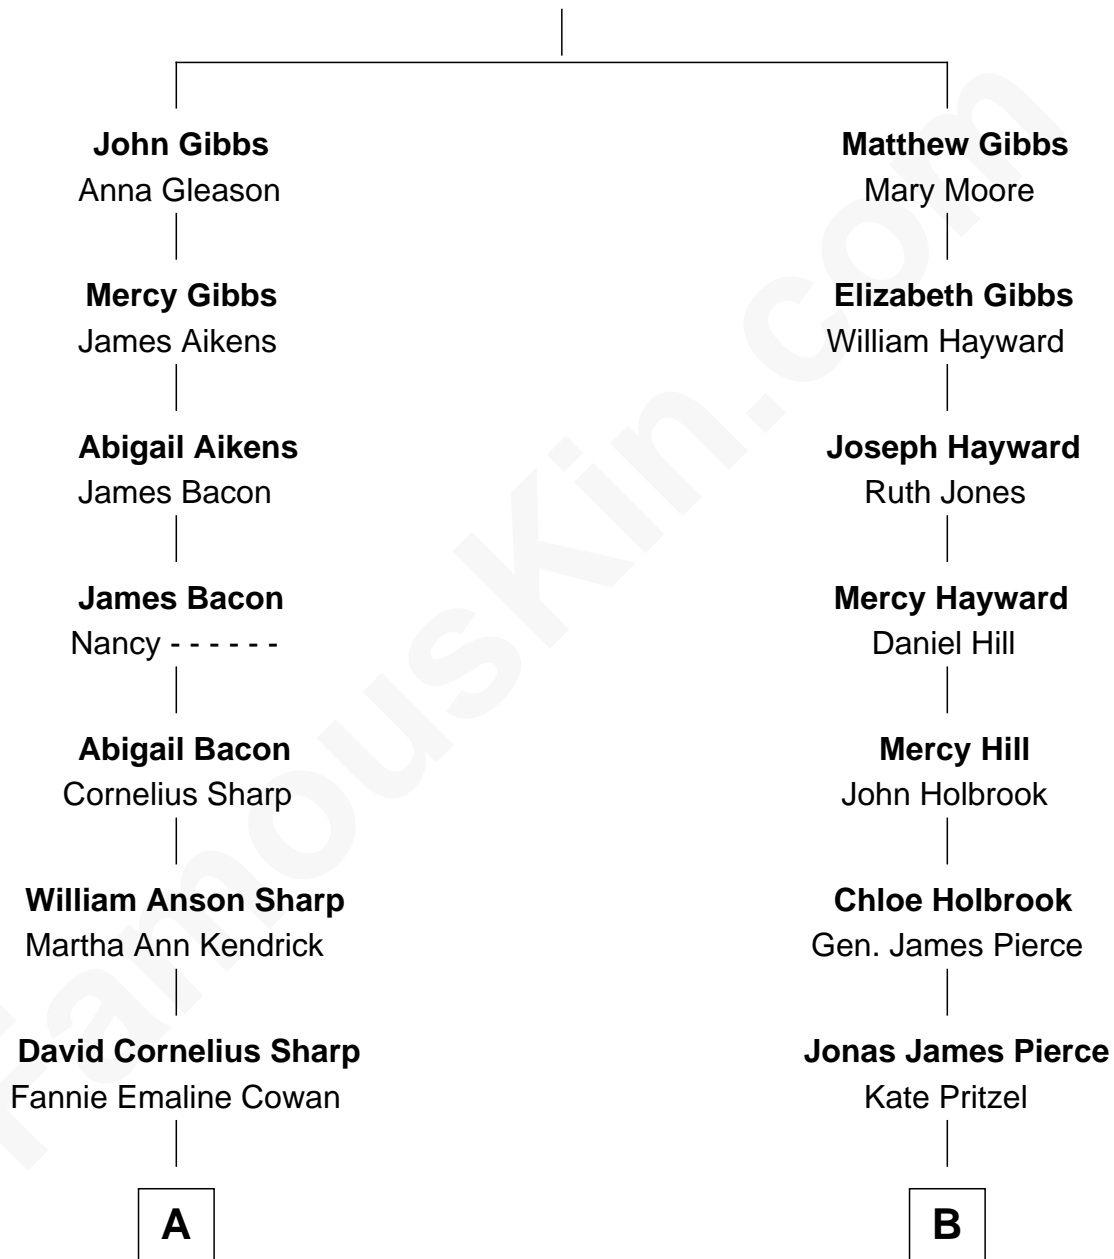 John Gibbs
Anna Gleason
Mercy Gibbs
James Aikens
Abigail Aikens
James Bacon
James Bacon
Nancy - - - - - -
Abigail Bacon
Cornelius Sharp
William Anson Sharp
Martha Ann Kendrick
David Cornelius Sharp
Fannie Emaline Cowan
A
Matthew Gibbs
Mary Moore
Elizabeth Gibbs
William Hayward
Joseph Hayward
Ruth Jones
Mercy Hayward
Daniel Hill
Mercy Hill
John Holbrook
Chloe Holbrook
Gen. James Pierce
Jonas James Pierce
Kate Pritzel
B
FamousKin.com